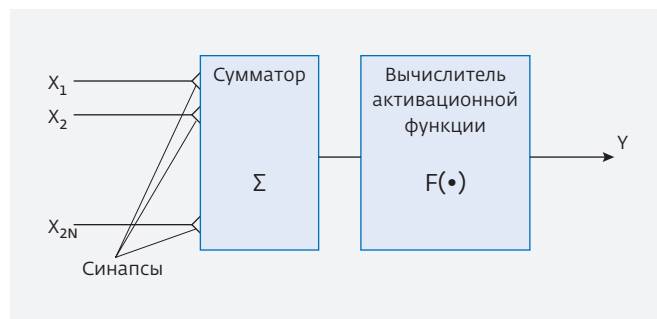 X₁
X₂
X₂N
Синапсы
Сумматор
Σ
Вычислитель
активационной
функции
F(•)
Y